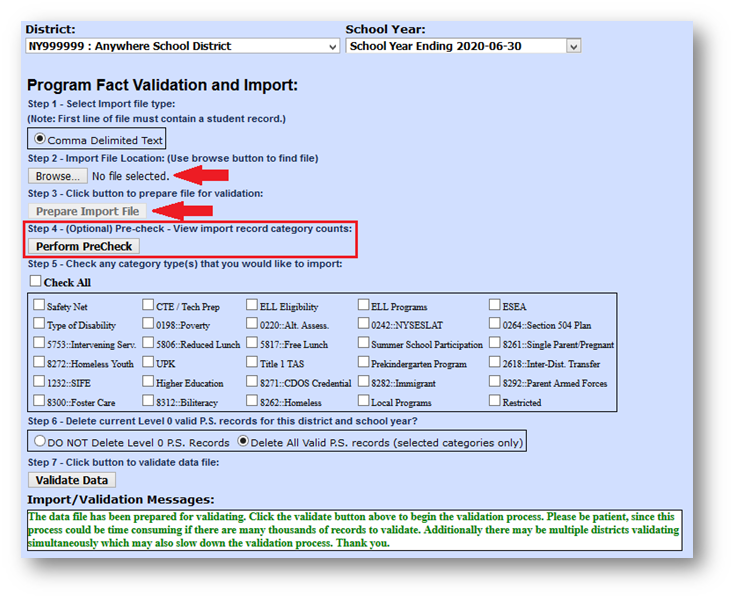 District: School Year:
NY999999 : Anywhere School District School Year Ending 2020-06-30
Program Fact Validation and Import:
Step 1 - Select Import file type:
(Note: First line of file must contain a student record.)
Comma Delimited Text
Step 2 - Import File Location: (Use browse button to find file)
Browse... No file selected.
Step 3 - Click button to prepare file for validation:
Prepare Import File
Step 4 - (Optional) Pre-check - View import record category counts:
Perform PreCheck
Step 5 - Check any category type(s) that you would like to import:
Check All
Safety Net CTE / Tech Prep ELL Eligibility ELL Programs ESEA
Type of Disability 0198::Poverty 0220::Alt. Assess. 0242::NYSESLAT 0264::Section 504 Plan
5753::Intervening Serv. 5806::Reduced Lunch 5817::Free Lunch Summer School Participation 8261::Single Parent/Pregnant
8272::Homeless Youth UPK Title 1 TAS Prekindergarten Program 2618::Inter-Dist. Transfer
1232::SIFE Higher Education 8271::CDOS Credential 8282::Immigrant 8292::Parent Armed Forces
8300::Foster Care 8312::Biliteracy 8262::Homeless Local Programs Restricted
Step 6 - Delete current Level 0 valid P.S. records for this district and school year?
DO NOT Delete Level 0 P.S. Records Delete All Valid P.S. records (selected categories only)
Step 7 - Click button to validate data file:
Validate Data
Import/Validation Messages:
The data file has been prepared for validating. Click the validate button above to begin the validation process. Please be patient, since this
process could be time consuming if there are many thousands of records to validate. Additionally there may be multiple districts validating
simultaneously which may also slow down the validation process. Thank you.